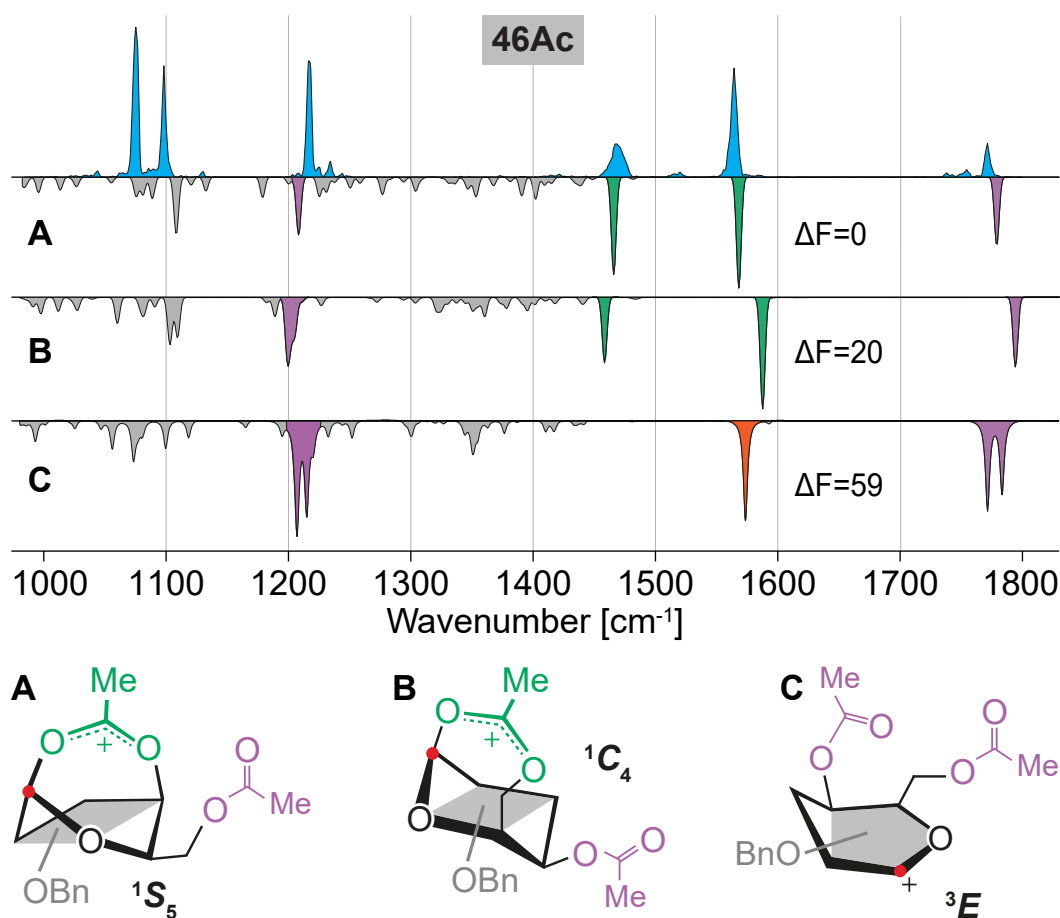 46Ac
A
ΔF=0
B
ΔF=20
C
ΔF=59
1000 1100 1200 1300 1400 1500 1600 1700 1800
Wavenumber [cm⁻¹]
A
Me
O
O
+
O
O
Me
O
OBn
¹S₅
B
Me
O
+
O
¹C₄
O
O
O
OBn
Me
C
Me
O
O
O
O
Me
O
BnO
+
³E